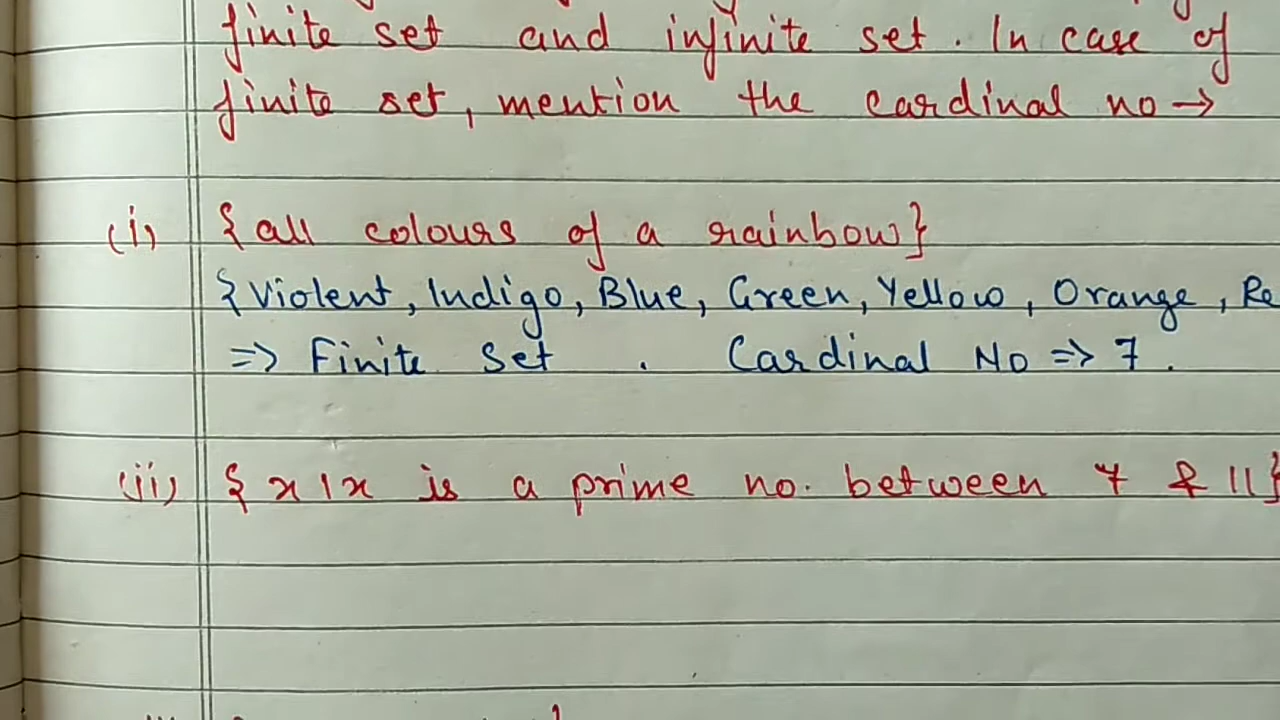 finite set and infinite set. In case of
finite set, mention the cardinal no →
(i) {all colours of a rainbow}
{Violent, Indigo, Blue, Green, Yellow, Orange, Re
=> Finite Set . Cardinal No => 7 .
(ii) {x|x is a prime no. between 7 & 11}